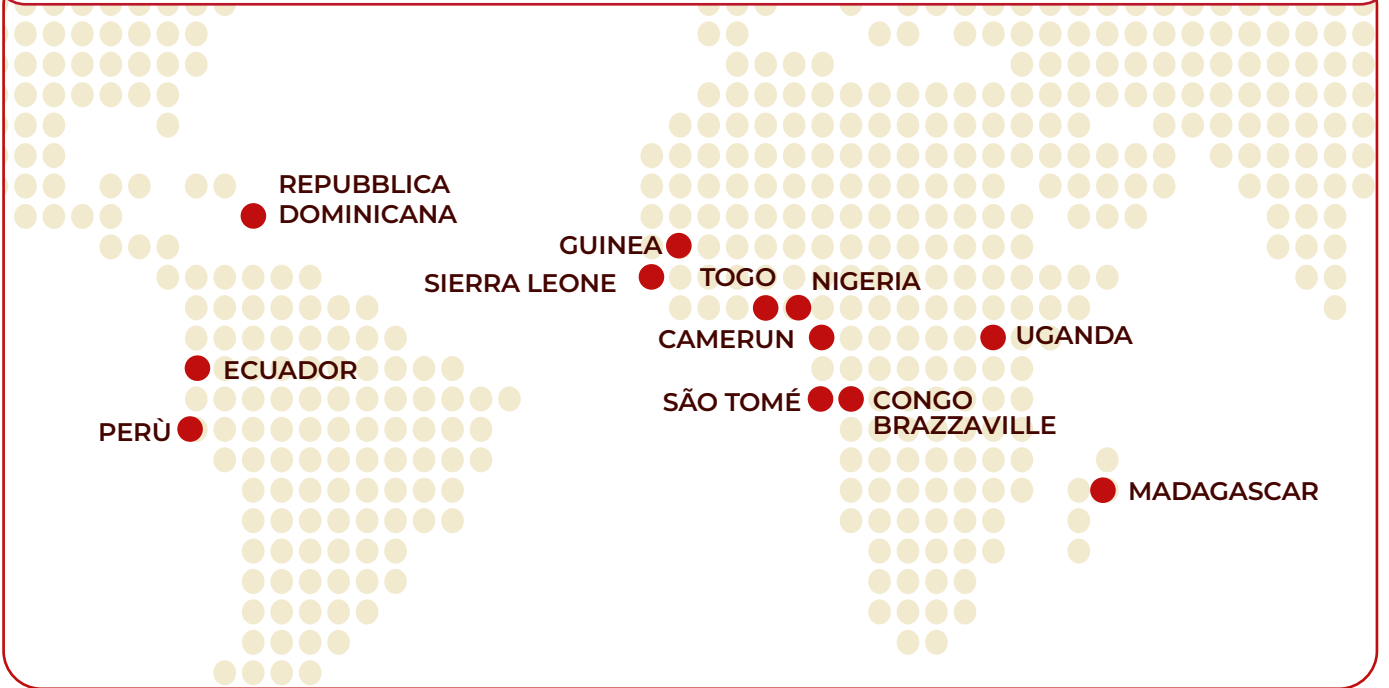 REPUBBLICA
DOMINICANA
GUINEA
SIERRA LEONE
TOGO
NIGERIA
CAMERUN
UGANDA
ECUADOR
SÃO TOMÉ
CONGO
BRAZZAVILLE
PERÙ
MADAGASCAR